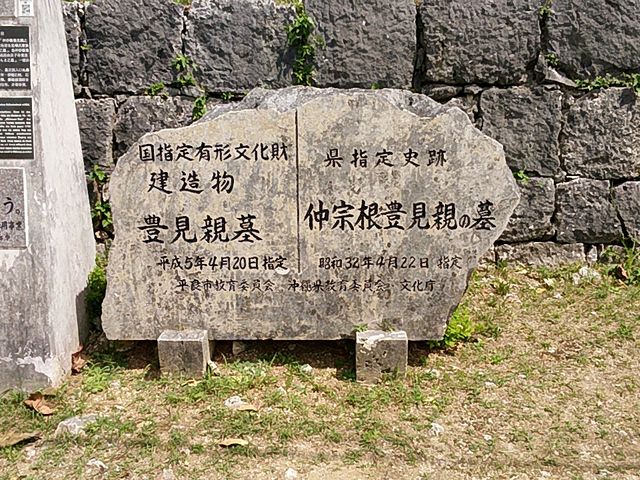 国指定有形文化財
建造物
豊見親墓
平成5年4月20日指定
県指定史跡
仲宗根豊見親の墓
昭和32年4月22日 指定
平良市教育委員会 沖縄県教育委員会 文化庁